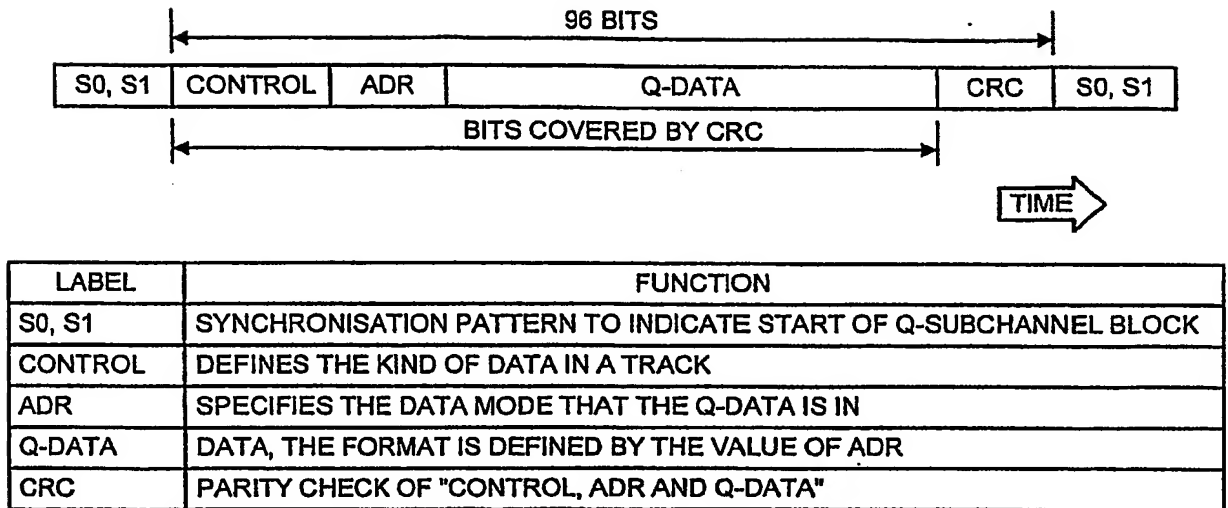 96 BITS
S0, S1 CONTROL ADR Q-DATA CRC S0, S1
BITS COVERED BY CRC
TIME
LABEL FUNCTION
S0, S1 SYNCHRONISATION PATTERN TO INDICATE START OF Q-SUBCHANNEL BLOCK
CONTROL DEFINES THE KIND OF DATA IN A TRACK
ADR SPECIFIES THE DATA MODE THAT THE Q-DATA IS IN
Q-DATA DATA, THE FORMAT IS DEFINED BY THE VALUE OF ADR
CRC PARITY CHECK OF "CONTROL, ADR AND Q-DATA"